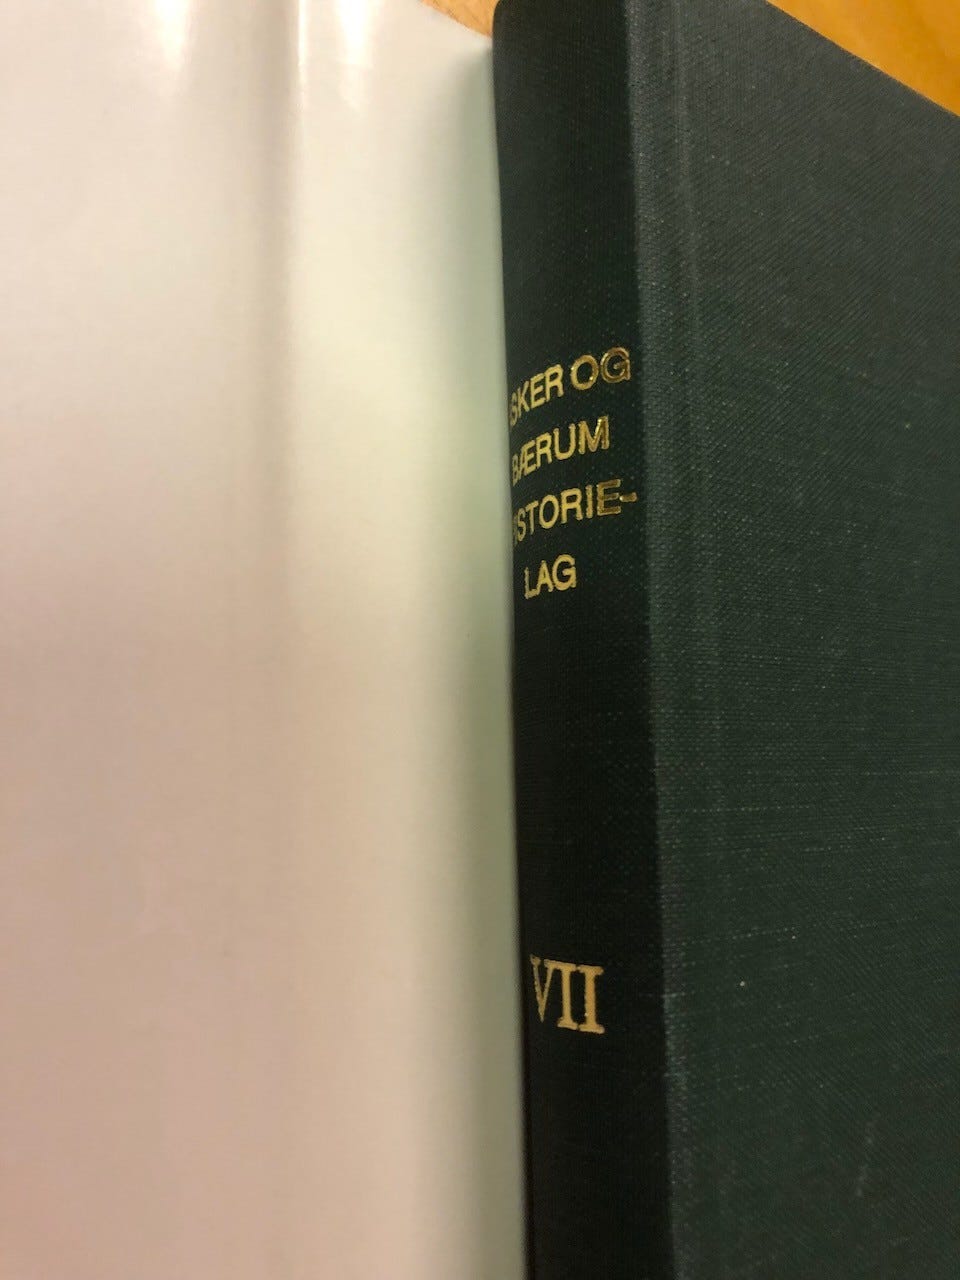 SKER OG
BÆRUM
ISTORIE-
LAG
VII